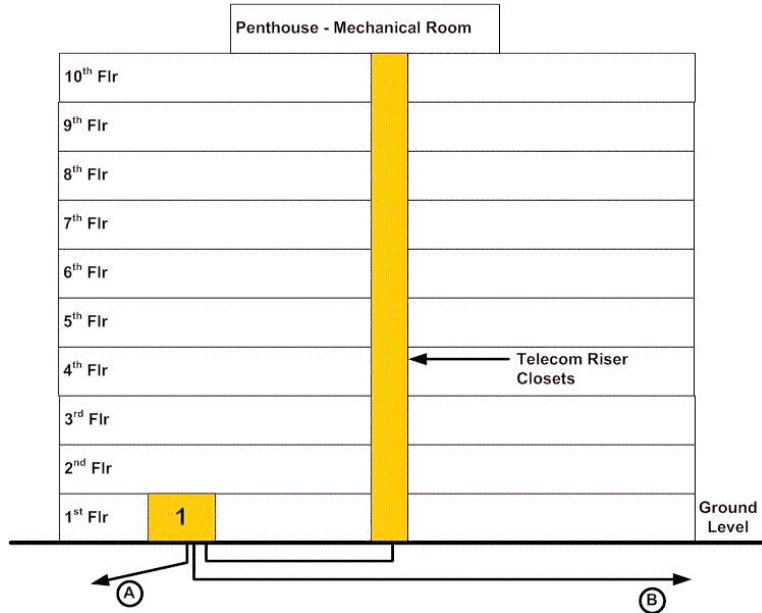 Penthouse - Mechanical Room
10th Flr
9th Flr
8th Flr
7th Flr
6th Flr
5th Flr
4th Flr
Telecom Riser
Closets
3rd Flr
2nd Flr
1st Flr
1
Ground
Level
A
B